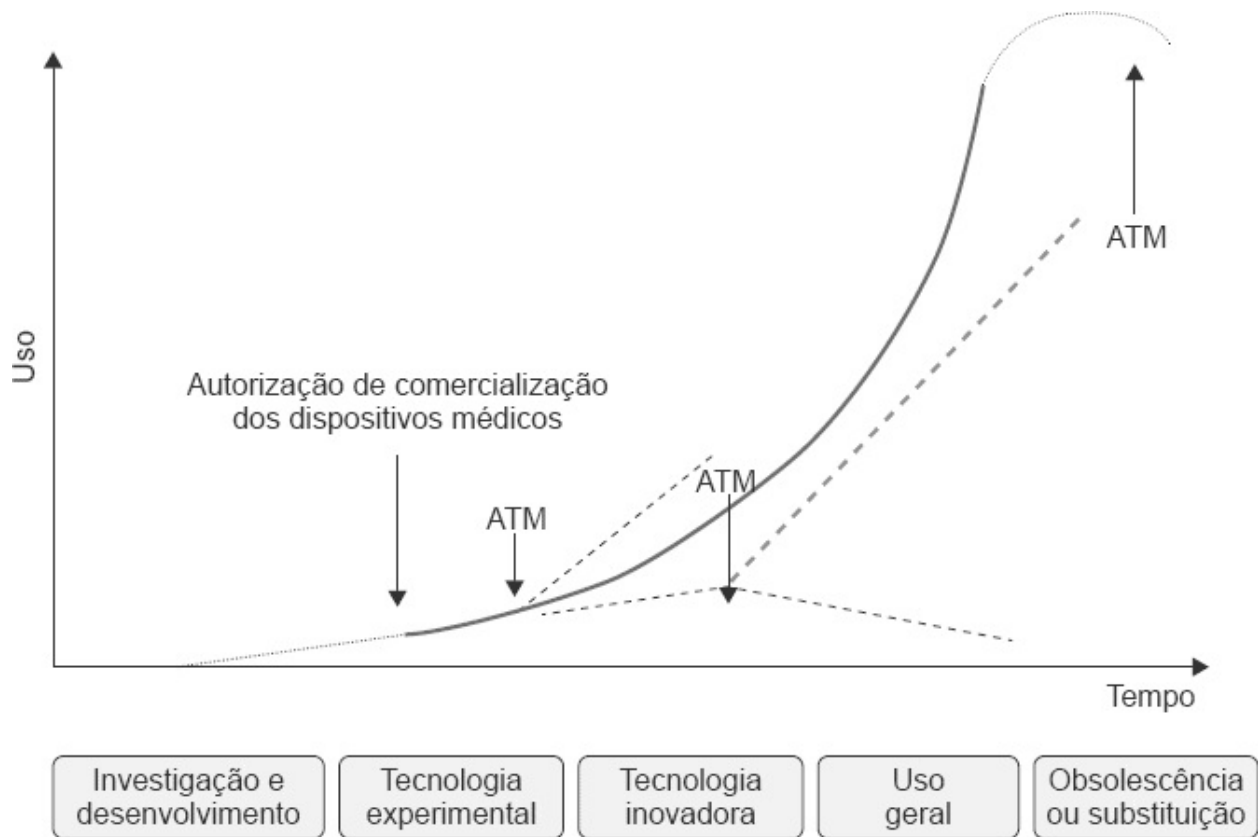 Uso
Autorização de comercialização
dos dispositivos médicos
ATM
ATM
ATM
Tempo
Investigação e
desenvolvimento
Tecnologia
experimental
Tecnologia
inovadora
Uso
geral
Obsolescência
ou substituição